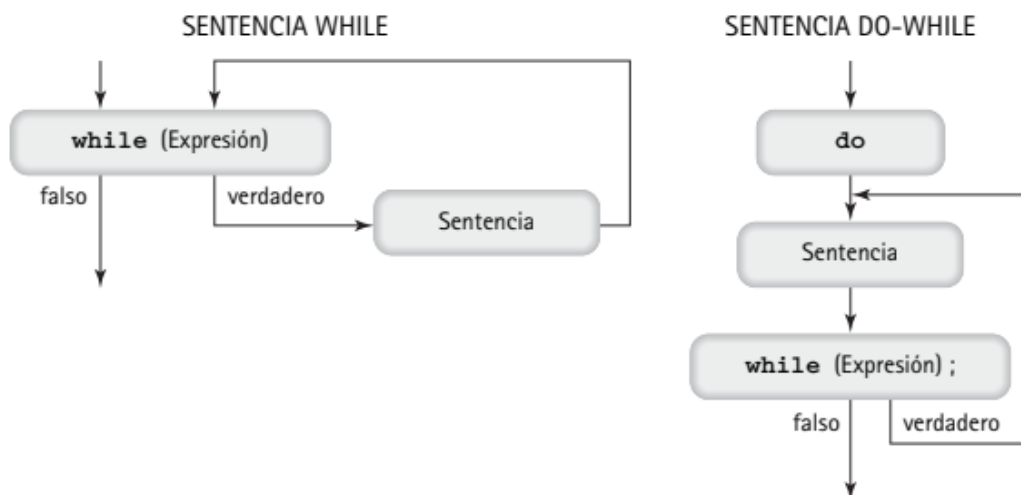 SENTENCIA WHILE
while (Expresión)
falso
verdadero
Sentencia
SENTENCIA DO-WHILE
do
Sentencia
while (Expresión) ;
falso
verdadero